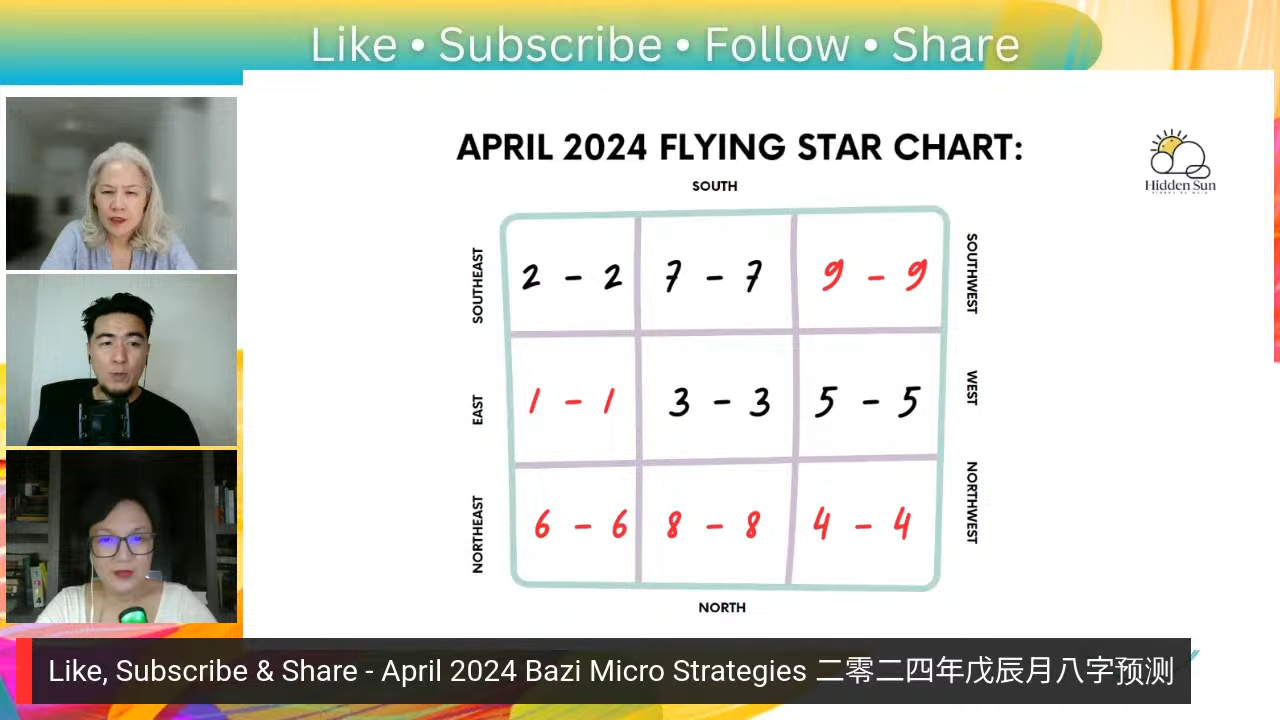 Like • Subscribe • Follow • Share
APRIL 2024 FLYING STAR CHART:
Hidden Sun
SOUTH
SOUTHEAST
2 - 2
7 - 7
9 - 9
SOUTHWEST
EAST
1 - 1
3 - 3
5 - 5
WEST
NORTHEAST
6 - 6
8 - 8
4 - 4
NORTHWEST
NORTH
Like, Subscribe & Share - April 2024 Bazi Micro Strategies 二零二四年戊辰月八字预测